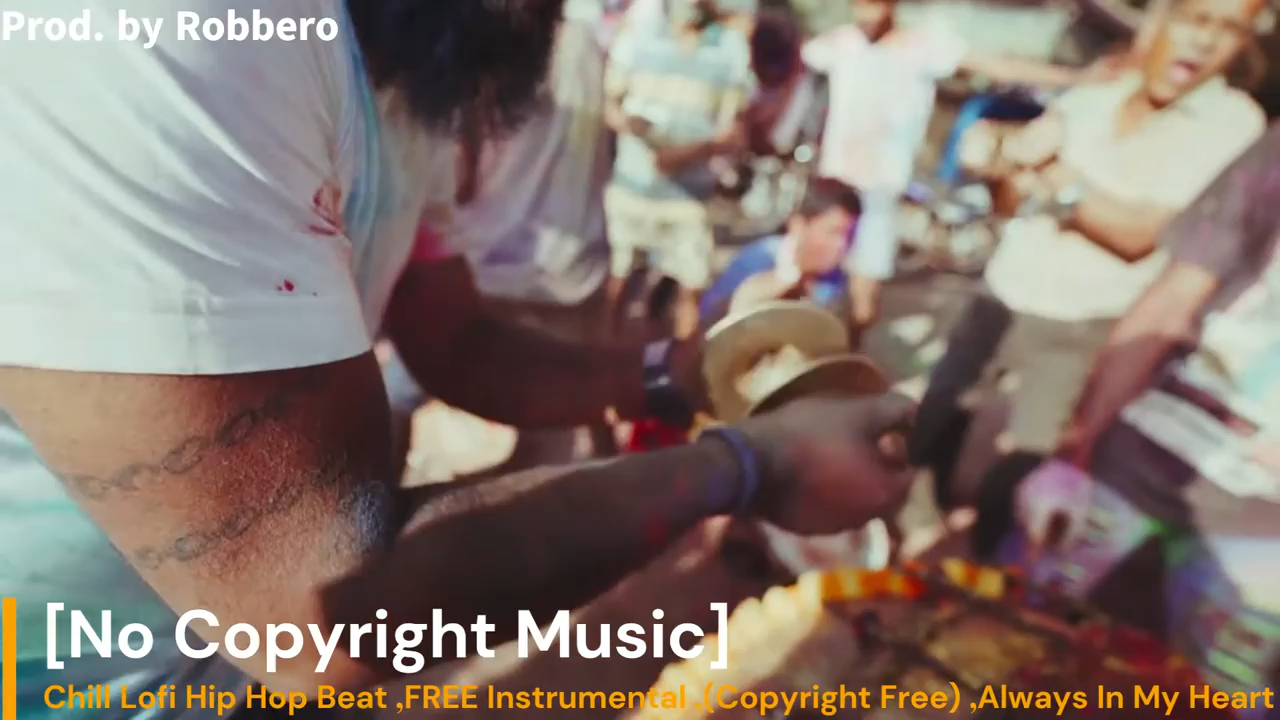 Prod. by Robbero
[No Copyright Music]
Chill Lofi Hip Hop Beat ,FREE Instrumental ,(Copyright Free) ,Always In My Heart